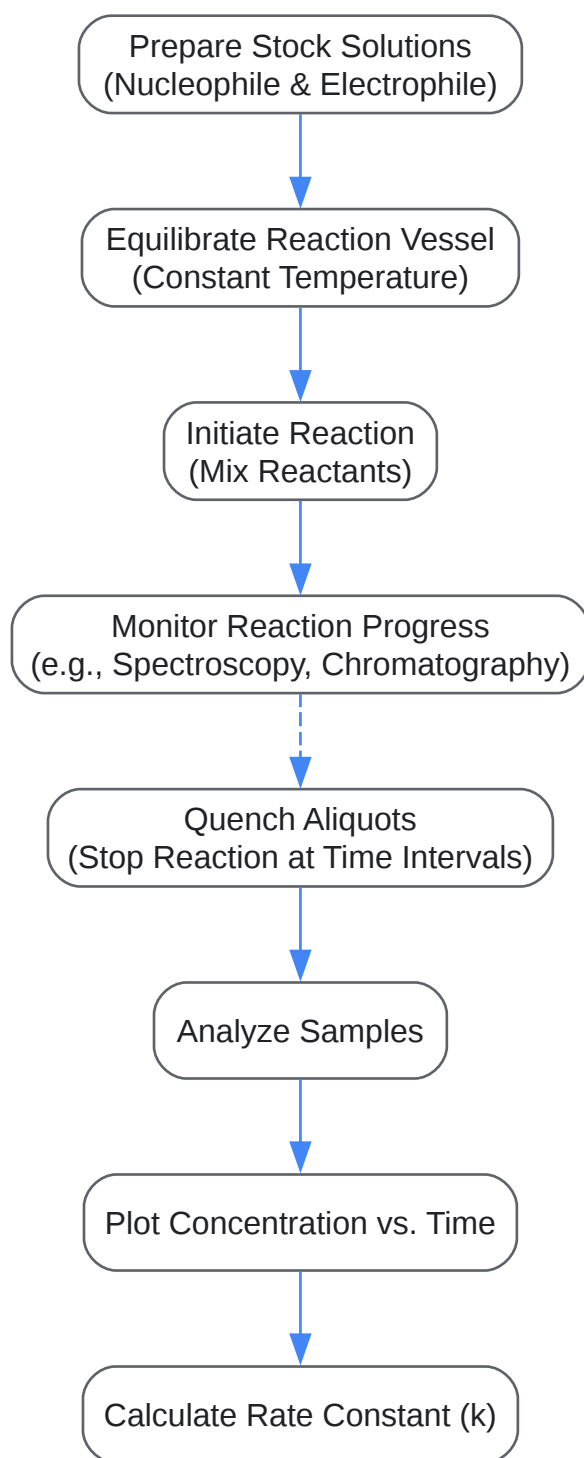 Prepare Stock Solutions
(Nucleophile & Electrophile)
Equilibrate Reaction Vessel
(Constant Temperature)
Initiate Reaction
(Mix Reactants)
Monitor Reaction Progress
(e.g., Spectroscopy, Chromatography)
Quench Aliquots
(Stop Reaction at Time Intervals)
Analyze Samples
Plot Concentration vs. Time
Calculate Rate Constant (k)